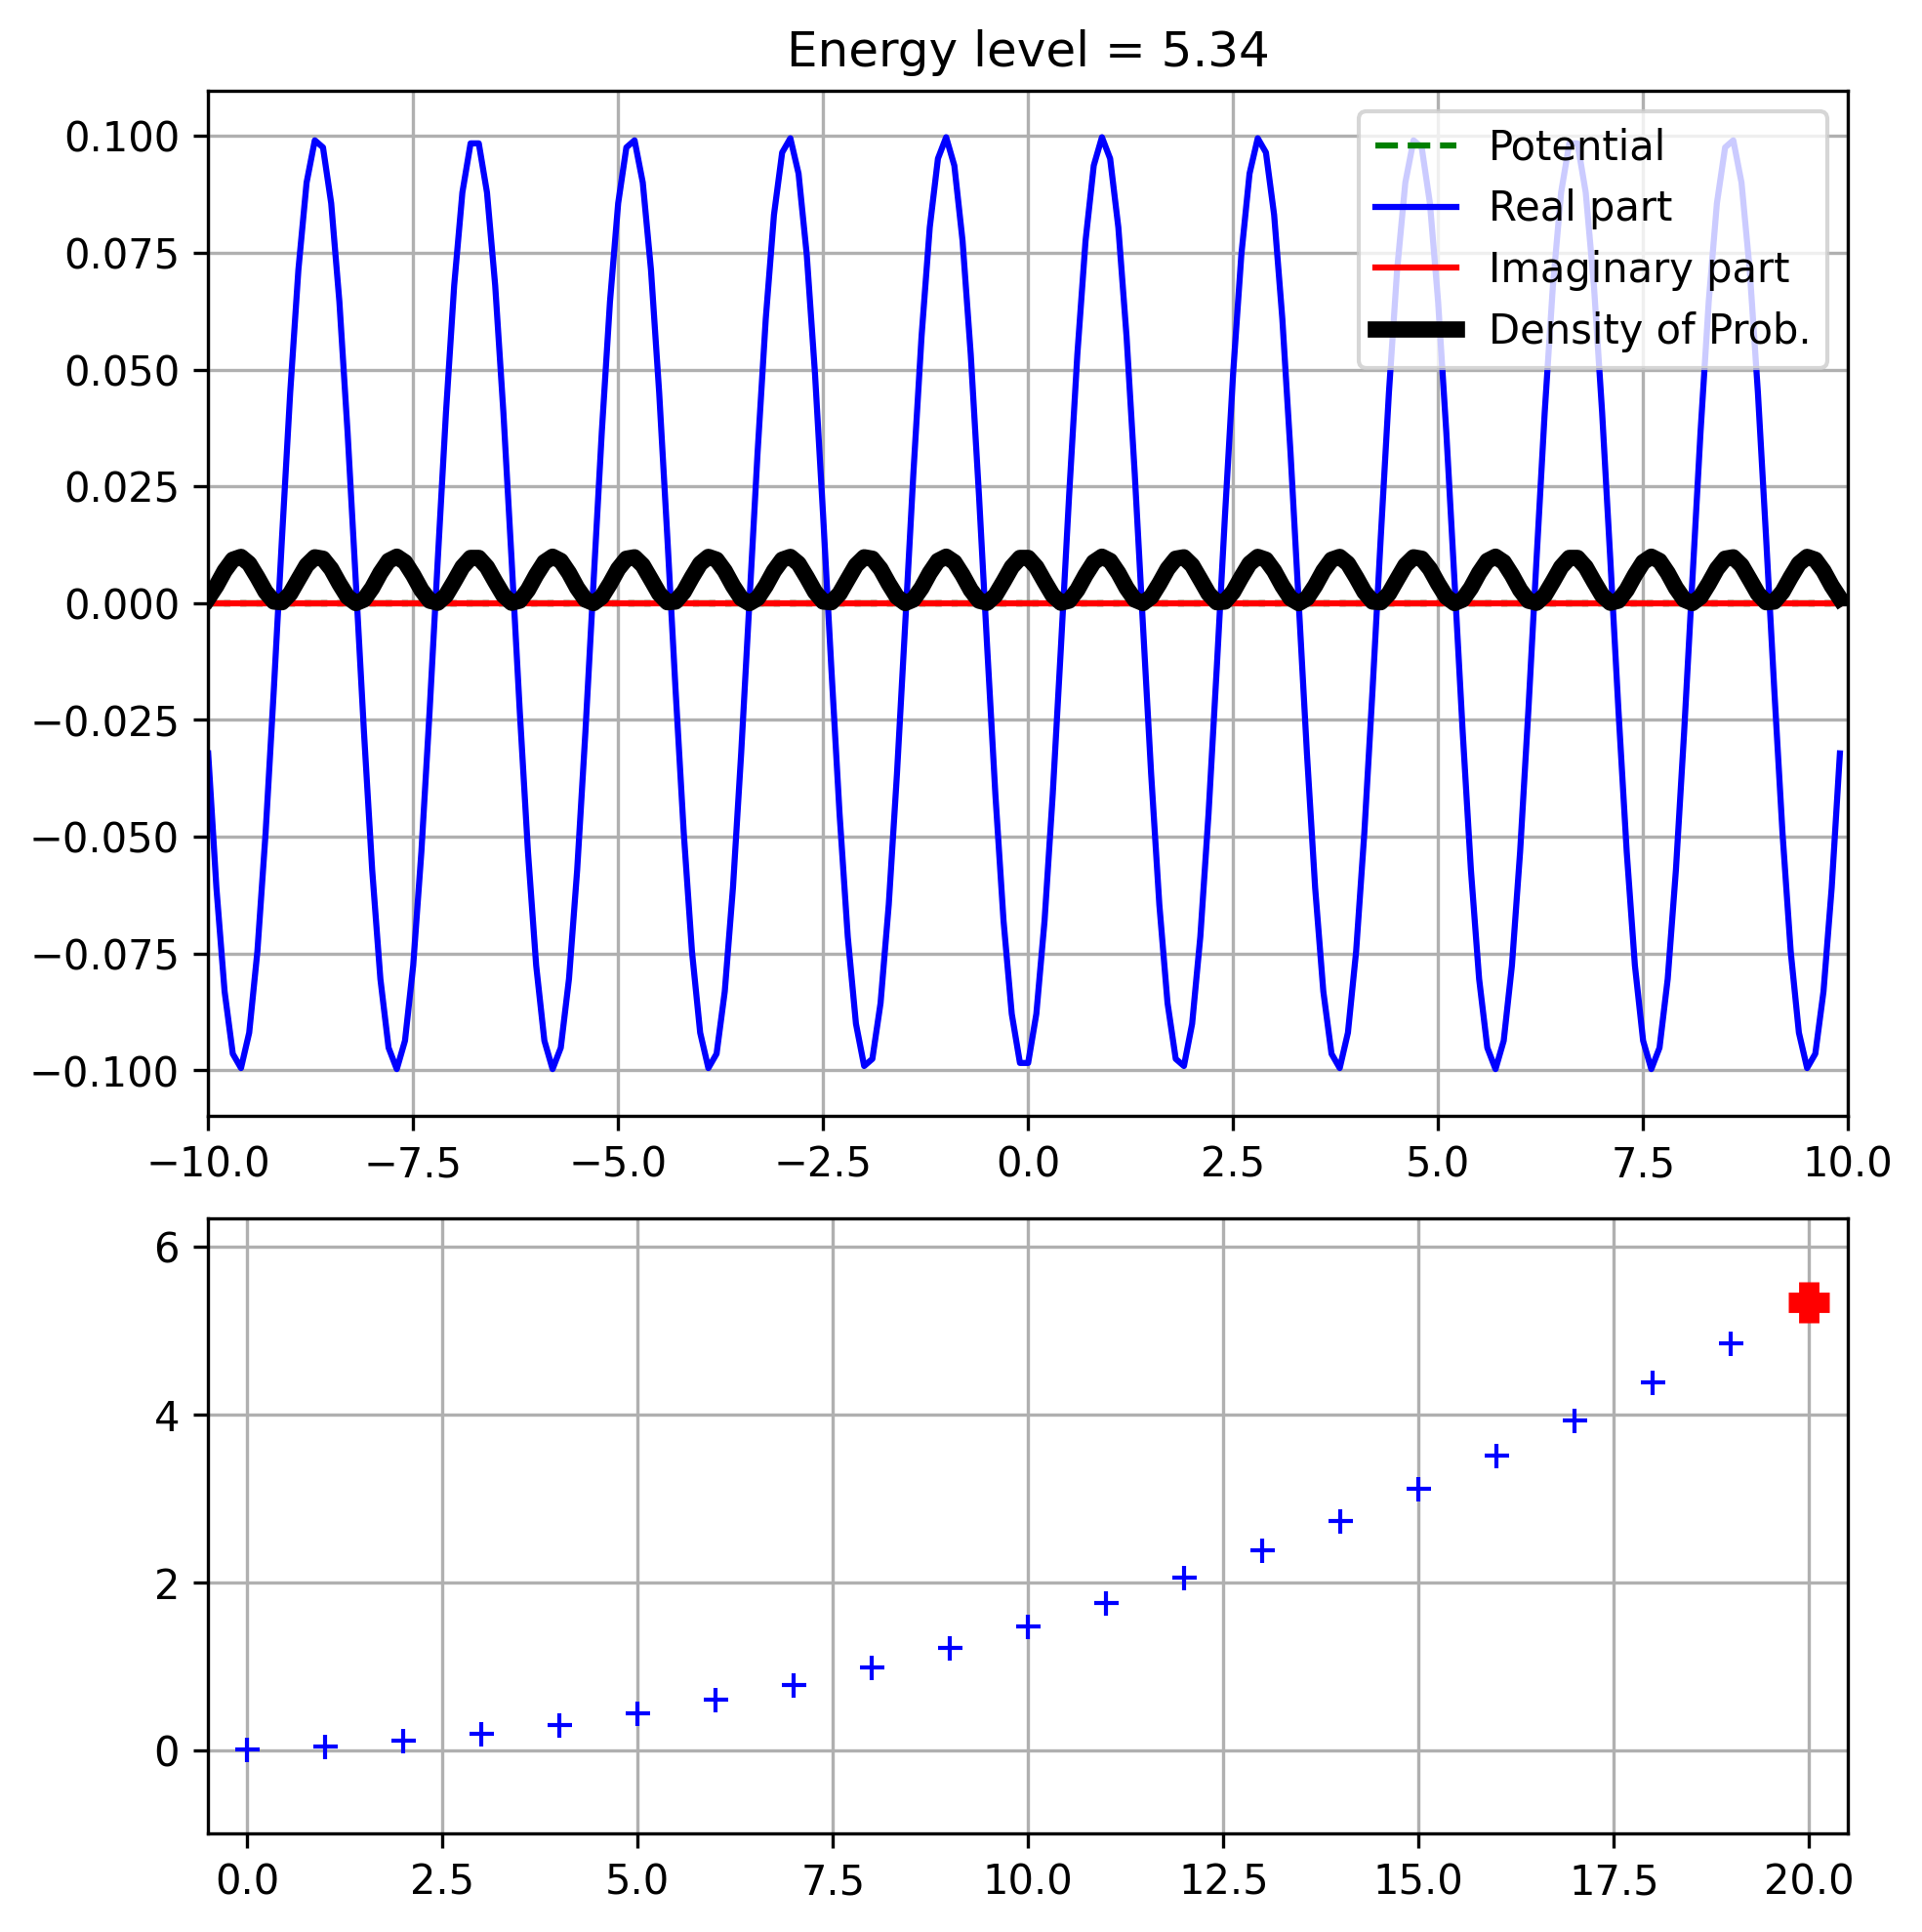 Energy level = 5.34
0.100
0.075
0.050
0.025
0.000
−0.025
−0.050
−0.075
−0.100
Potential
Real part
Imaginary part
Density of Prob.
−10.0 −7.5 −5.0 −2.5 0.0 2.5 5.0 7.5 10.0
6
4
2
0
0.0 2.5 5.0 7.5 10.0 12.5 15.0 17.5 20.0